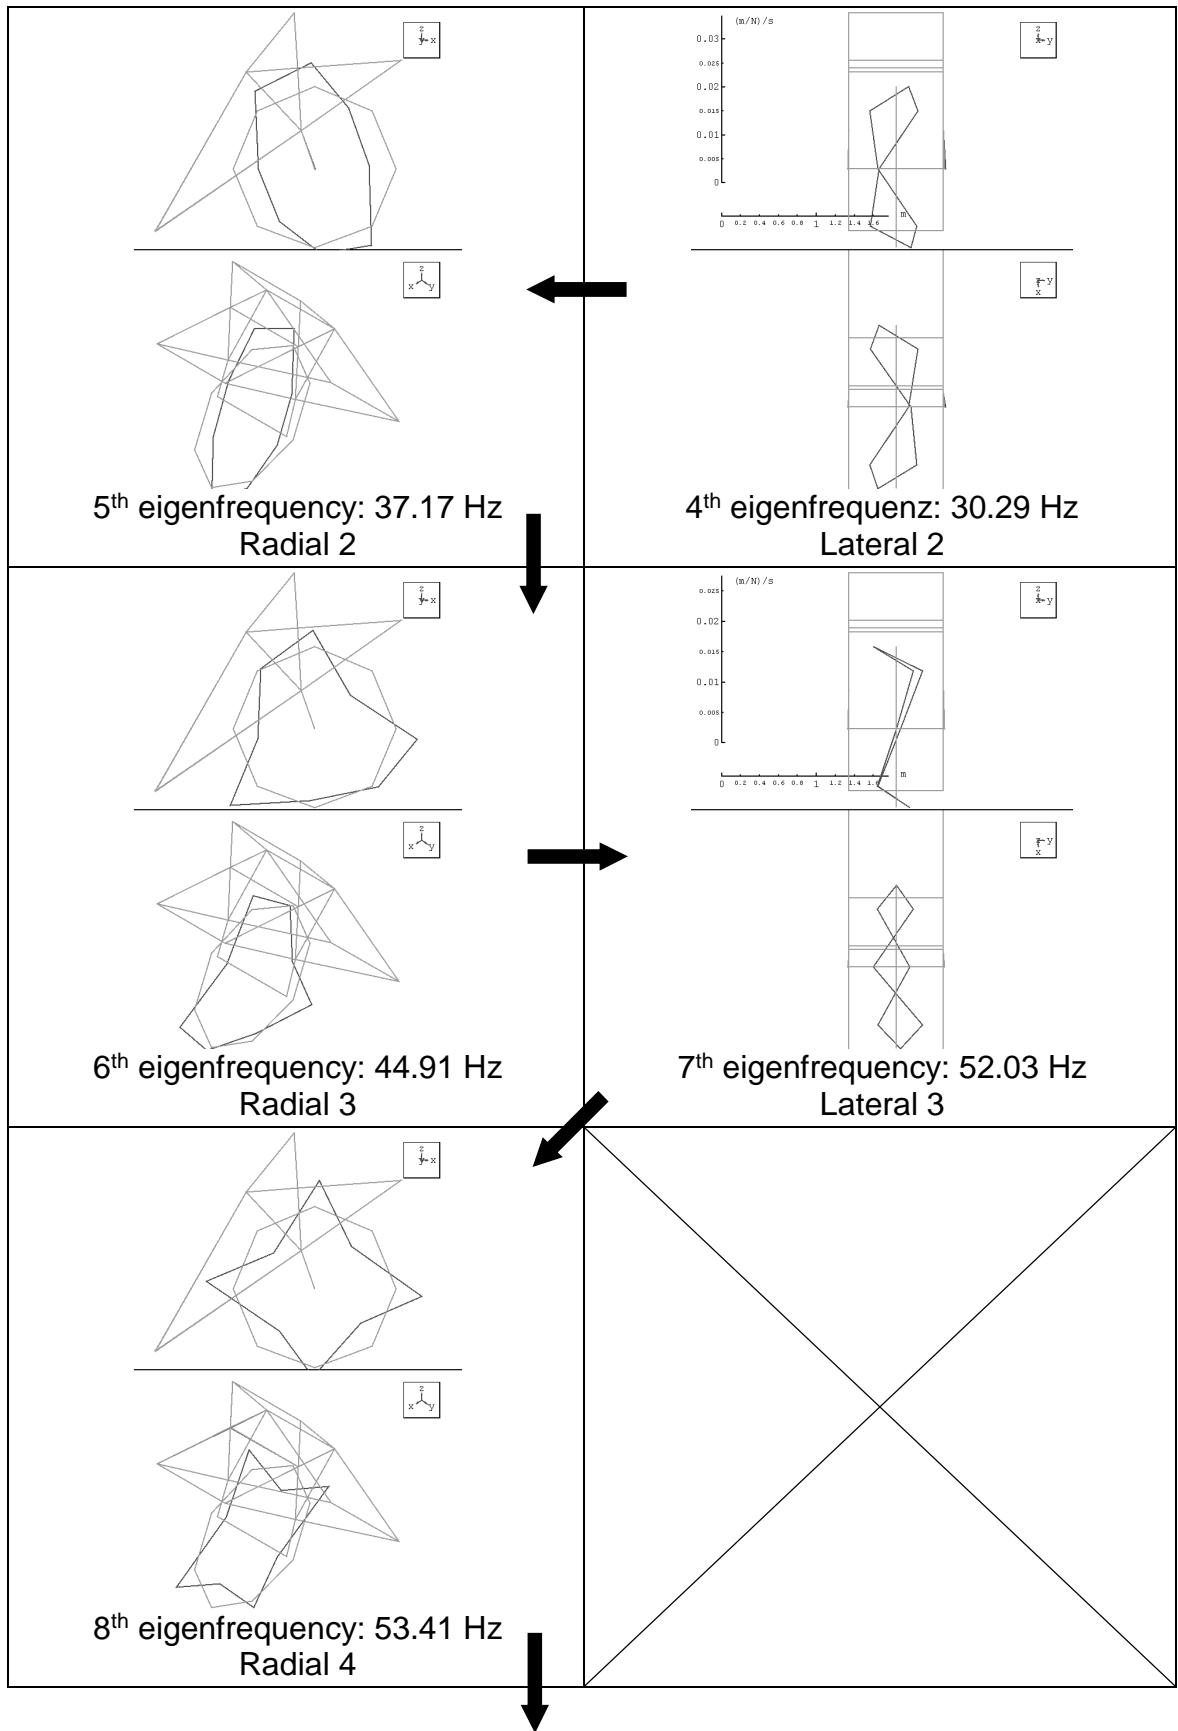 z
y x
(m/N)/s
z
x y
0.03
0.025
0.02
0.015
0.01
0.005
0
m
0 0.2 0.4 0.6 0.8 1 1.2 1.4 1.6
z
x y
z y
x
5th eigenfrequency: 37.17 Hz
Radial 2
4th eigenfrequenz: 30.29 Hz
Lateral 2
z
y x
(m/N)/s
z
x y
0.025
0.02
0.015
0.01
0.005
0
m
0 0.2 0.4 0.6 0.8 1 1.2 1.4 1.6
z
x y
z y
x
6th eigenfrequency: 44.91 Hz
Radial 3
7th eigenfrequency: 52.03 Hz
Lateral 3
z
y x
z
x y
8th eigenfrequency: 53.41 Hz
Radial 4